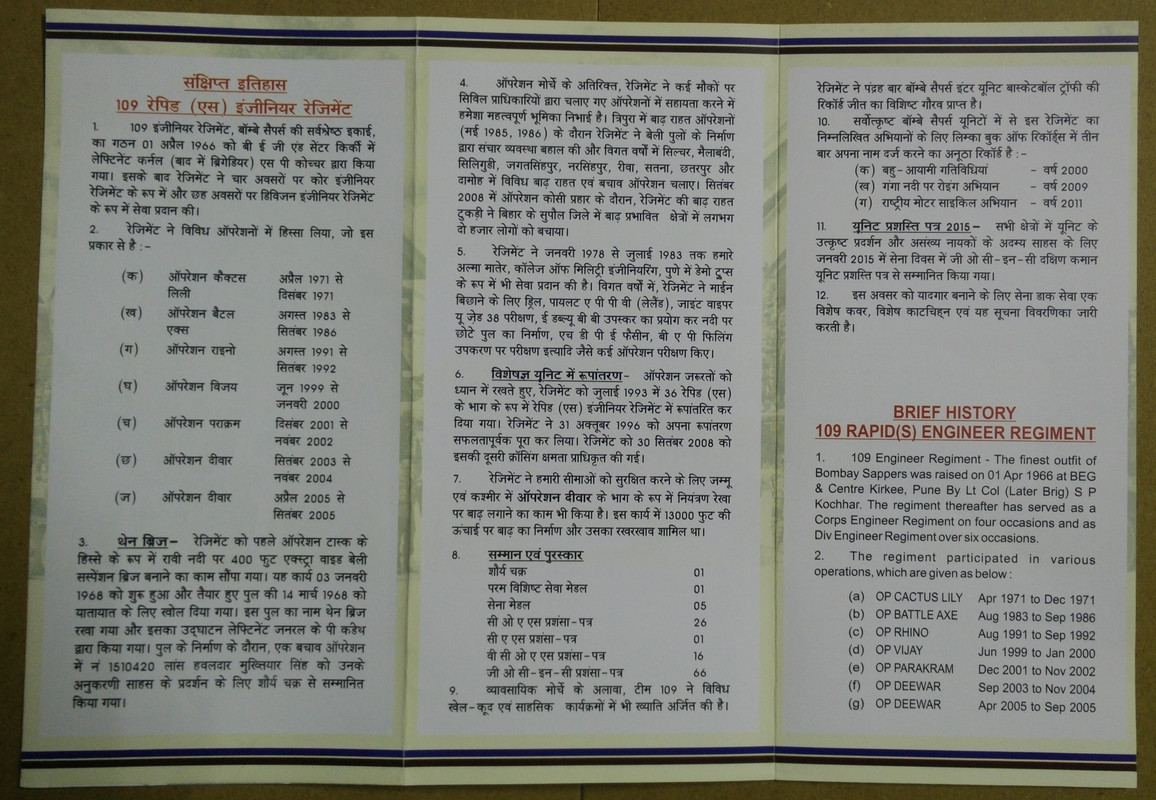 संक्षिप्त इतिहास
109 रेपिड (एस) इंजीनियर रेजिमेंट
1. 109 इंजीनियर रेजिमेंट, बॉम्बे सैपर्स की सर्वश्रेष्ठ इकाई,
का गठन 01 अप्रैल 1966 को बी ई जी एंड सेंटर किर्की में
लेफ्टिनेंट कर्नल (बाद में ब्रिगेडियर) एस पी कोच्चर द्वारा किया
गया। इसके बाद रेजिमेंट ने चार अवसरों पर कोर इंजीनियर
रेजिमेंट के रूप में और छह अवसरों पर डिविजन इंजीनियर रेजिमेंट
के रूप में सेवा प्रदान की।
2. रेजिमेंट ने विविध ऑपरेशनों में हिस्सा लिया, जो इस
प्रकार से है :–
(क) ऑपरेशन कैक्टस अप्रैल 1971 से
लिली दिसंबर 1971
(ख) ऑपरेशन बैटल अगस्त 1983 से
एक्स सितंबर 1986
(ग) ऑपरेशन राइनो अगस्त 1991 से
सितंबर 1992
(घ) ऑपरेशन विजय जून 1999 से
जनवरी 2000
(च) ऑपरेशन पराक्रम दिसंबर 2001 से
नवंबर 2002
(छ) ऑपरेशन दीवार सितंबर 2003 से
नवंबर 2004
(ज) ऑपरेशन दीवार अप्रैल 2005 से
सितंबर 2005
3. थेन ब्रिज– रेजिमेंट को पहले ऑपरेशन टास्क के
हिस्से के रूप में रावी नदी पर 400 फुट एक्स्ट्रा वाइड बेली
सस्पेंशन ब्रिज बनाने का काम सौंपा गया। यह कार्य 03 जनवरी
1968 को शुरू हुआ और तैयार हुए पुल की 14 मार्च 1968 को
यातायात के लिए खोल दिया गया। इस पुल का नाम थेन ब्रिज
रखा गया और इसका उद्घाटन लेफ्टिनेंट जनरल के पी कंडेथ
द्वारा किया गया। पुल के निर्माण के दौरान, एक बचाव ऑपरेशन
में नं 1510420 लांस हवलदार मुख्तियार सिंह को उनके
अनुकरणी साहस के प्रदर्शन के लिए शौर्य चक्र से सम्मानित
किया गया।
4. ऑपरेशन मोर्चे के अतिरिक्त, रेजिमेंट ने कई मौकों पर
सिविल प्राधिकारियों द्वारा चलाए गए ऑपरेशनों में सहायता करने में
हमेशा महत्वपूर्ण भूमिका निभाई है। त्रिपुरा में बाढ़ राहत ऑपरेशनों
(मई 1985, 1986) के दौरान रेजिमेंट ने बेली पुलों के निर्माण
द्वारा संचार व्यवस्था बहाल की और विगत वर्षों में सिल्चर, मैलाबंदी,
सिलिगुडी, जगतसिंहपुर, नरसिंहपुर, रीवा, सतना, छतरपुर और
दामोह में विविध बाढ़ राहत एवं बचाव ऑपरेशन चलाए। सितंबर
2008 में ऑपरेशन कोसी प्रहार के दौरान, रेजिमेंट की बाढ़ राहत
टुकड़ी ने बिहार के सुपौल जिले में बाढ़ प्रभावित क्षेत्रों में लगभग
दो हजार लोगों को बचाया।
5. रेजिमेंट ने जनवरी 1978 से जुलाई 1983 तक हमारे
अल्मा मातेर, कॉलेज ऑफ मिलिट्री इंजीनियरिंग, पुणे में डेमो ट्रूप्स
के रूप में भी सेवा प्रदान की है। विगत वर्षों में, रेजिमेंट ने माईन
बिछाने के लिए ड्रिल, पायलट ए पी पी वी (लेलैंड), जाइंट वाइपर
यू ज़ेड 38 परीक्षण, ई डब्ल्यू बी बी उपस्कर का प्रयोग कर नदी पर
छोटे पुल का निर्माण, एच डी पी ई फैसीन, बी ए पी फिलिंग
उपकरण पर परीक्षण इत्यादि जैसे कई ऑपरेशन परीक्षण किए।
6. विशेषज्ञ यूनिट में रूपांतरण– ऑपरेशन जरूरतों को
ध्यान में रखते हुए, रेजिमेंट को जुलाई 1993 में 36 रेपिड (एस)
के भाग के रूप में रेपिड (एस) इंजीनियर रेजिमेंट में रूपांतरित कर
दिया गया। रेजिमेंट ने 31 अक्तूबर 1996 को अपना रूपांतरण
सफलतापूर्वक पूरा कर लिया। रेजिमेंट को 30 सितंबर 2008 को
इसकी दूसरी क्रॉसिंग क्षमता प्राधिकृत की गई।
7. रेजिमेंट ने हमारी सीमाओं को सुरक्षित करने के लिए जम्मू
एवं कश्मीर में ऑपरेशन दीवार के भाग के रूप में नियंत्रण रेखा
पर बाढ़ लगाने का काम भी किया है। इस कार्य में 13000 फुट की
ऊंचाई पर बाढ़ का निर्माण और उसका रखरखाव शामिल था।
8. सम्मान एवं पुरस्कार
शौर्य चक्र 01
परम विशिष्ट सेवा मेडल 01
सेना मेडल 05
सी ओ ए एस प्रशंसा–पत्र 26
सी ए एस प्रशंसा–पत्र 01
वी सी ओ ए एस प्रशंसा–पत्र 16
जी ओ सी–इन–सी प्रशंसा–पत्र 66
9. व्यावसायिक मोर्चे के अलावा, टीम 109 ने विविध
खेल–कूद एवं साहसिक कार्यक्रमों में भी ख्याति अर्जित की है।
रेजिमेंट ने पंद्रह बार बॉम्बे सैपर्स इंटर यूनिट बास्केटबॉल ट्रॉफी की
रिकॉर्ड जीत का विशिष्ट गौरव प्राप्त है।
10. सर्वोत्कृष्ट बॉम्बे सैपर्स यूनिटों में से इस रेजिमेंट का
निम्नलिखित अभियानों के लिए लिम्का बुक ऑफ रिकॉर्ड्स में तीन
बार अपना नाम दर्ज करने का अनूठा रिकॉर्ड है :–
(क) बहु–आयामी गतिविधियां – वर्ष 2000
(ख) गंगा नदी पर रोइंग अभियान – वर्ष 2009
(ग) राष्ट्रीय मोटर साइकिल अभियान – वर्ष 2011
11. यूनिट प्रशस्ति पत्र 2015– सभी क्षेत्रों में यूनिट के
उत्कृष्ट प्रदर्शन और असंख्य नायकों के अदम्य साहस के लिए
जनवरी 2015 में सेना दिवस में जी ओ सी–इन–सी दक्षिण कमान
यूनिट प्रशस्ति पत्र से सम्मानित किया गया।
12. इस अवसर को यादगार बनाने के लिए सेना डाक सेवा एक
विशेष कवर, विशेष काटचिह्न एवं यह सूचना विवरणिका जारी
करती है।
BRIEF HISTORY
109 RAPID(S) ENGINEER REGIMENT
1. 109 Engineer Regiment - The finest outfit of
Bombay Sappers was raised on 01 Apr 1966 at BEG
& Centre Kirkee, Pune By Lt Col (Later Brig) S P
Kochhar. The regiment thereafter has served as a
Corps Engineer Regiment on four occasions and as
Div Engineer Regiment over six occasions.
2. The regiment participated in various
operations, which are given as below :
(a) OP CACTUS LILY Apr 1971 to Dec 1971
(b) OP BATTLE AXE Aug 1983 to Sep 1986
(c) OP RHINO Aug 1991 to Sep 1992
(d) OP VIJAY Jun 1999 to Jan 2000
(e) OP PARAKRAM Dec 2001 to Nov 2002
(f) OP DEEWAR Sep 2003 to Nov 2004
(g) OP DEEWAR Apr 2005 to Sep 2005